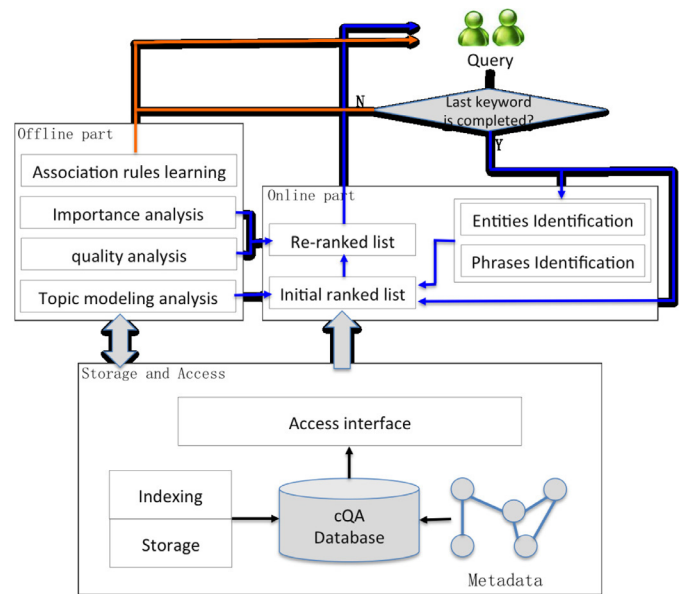 Query
N
Last keyword
is completed?
Y
Offline part
Association rules learning
Importance analysis
quality analysis
Topic modeling analysis
Online part
Re-ranked list
Initial ranked list
Entities Identification
Phrases Identification
Storage and Access
Access interface
Indexing
Storage
cQA
Database
Metadata